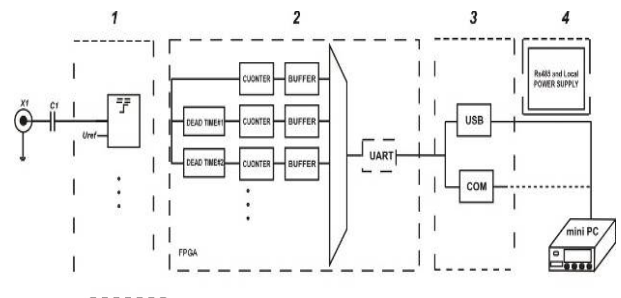 1
2
3
4
X1
C1
Uref
CUONTER
BUFFER
DEAD TIME#1
CUONTER
BUFFER
DEAD TIME#2
CUONTER
BUFFER
FPGA
UART
USB
COM
Rs485 and Local
POWER SUPPLY
mini PC